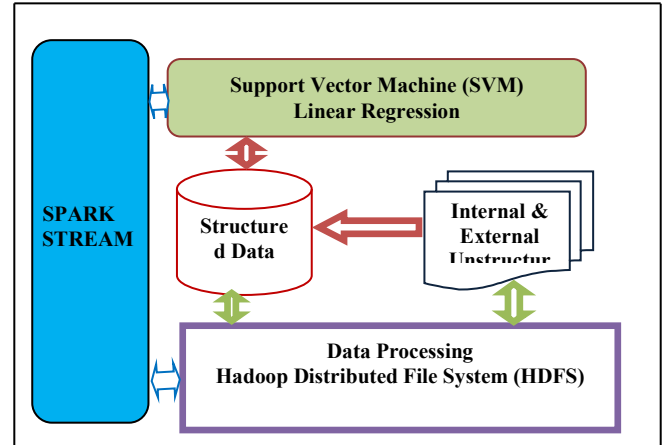 Support Vector Machine (SVM)
Linear Regression
SPARK
STREAM
Structure
d Data
Internal &
External
Unstructur
Data Processing
Hadoop Distributed File System (HDFS)